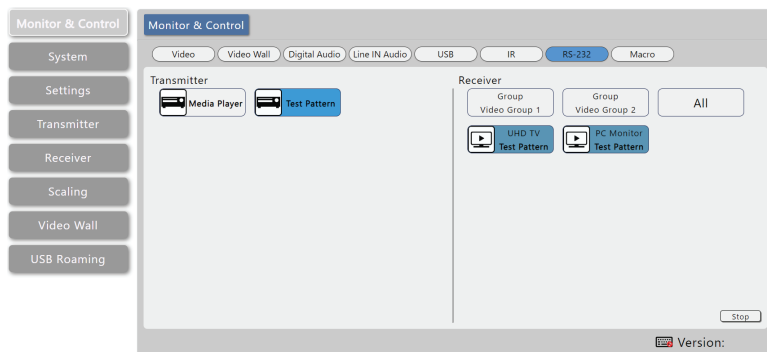 Monitor & Control
System
Settings
Transmitter
Receiver
Scaling
Video Wall
USB Roaming
Monitor & Control
Video Video Wall Digital Audio Line IN Audio USB IR RS-232 Macro
Transmitter
Media Player Test Pattern
Receiver
Group
Video Group 1
Group
Video Group 2
All
UHD TV
Test Pattern
PC Monitor
Test Pattern
Stop
Version: